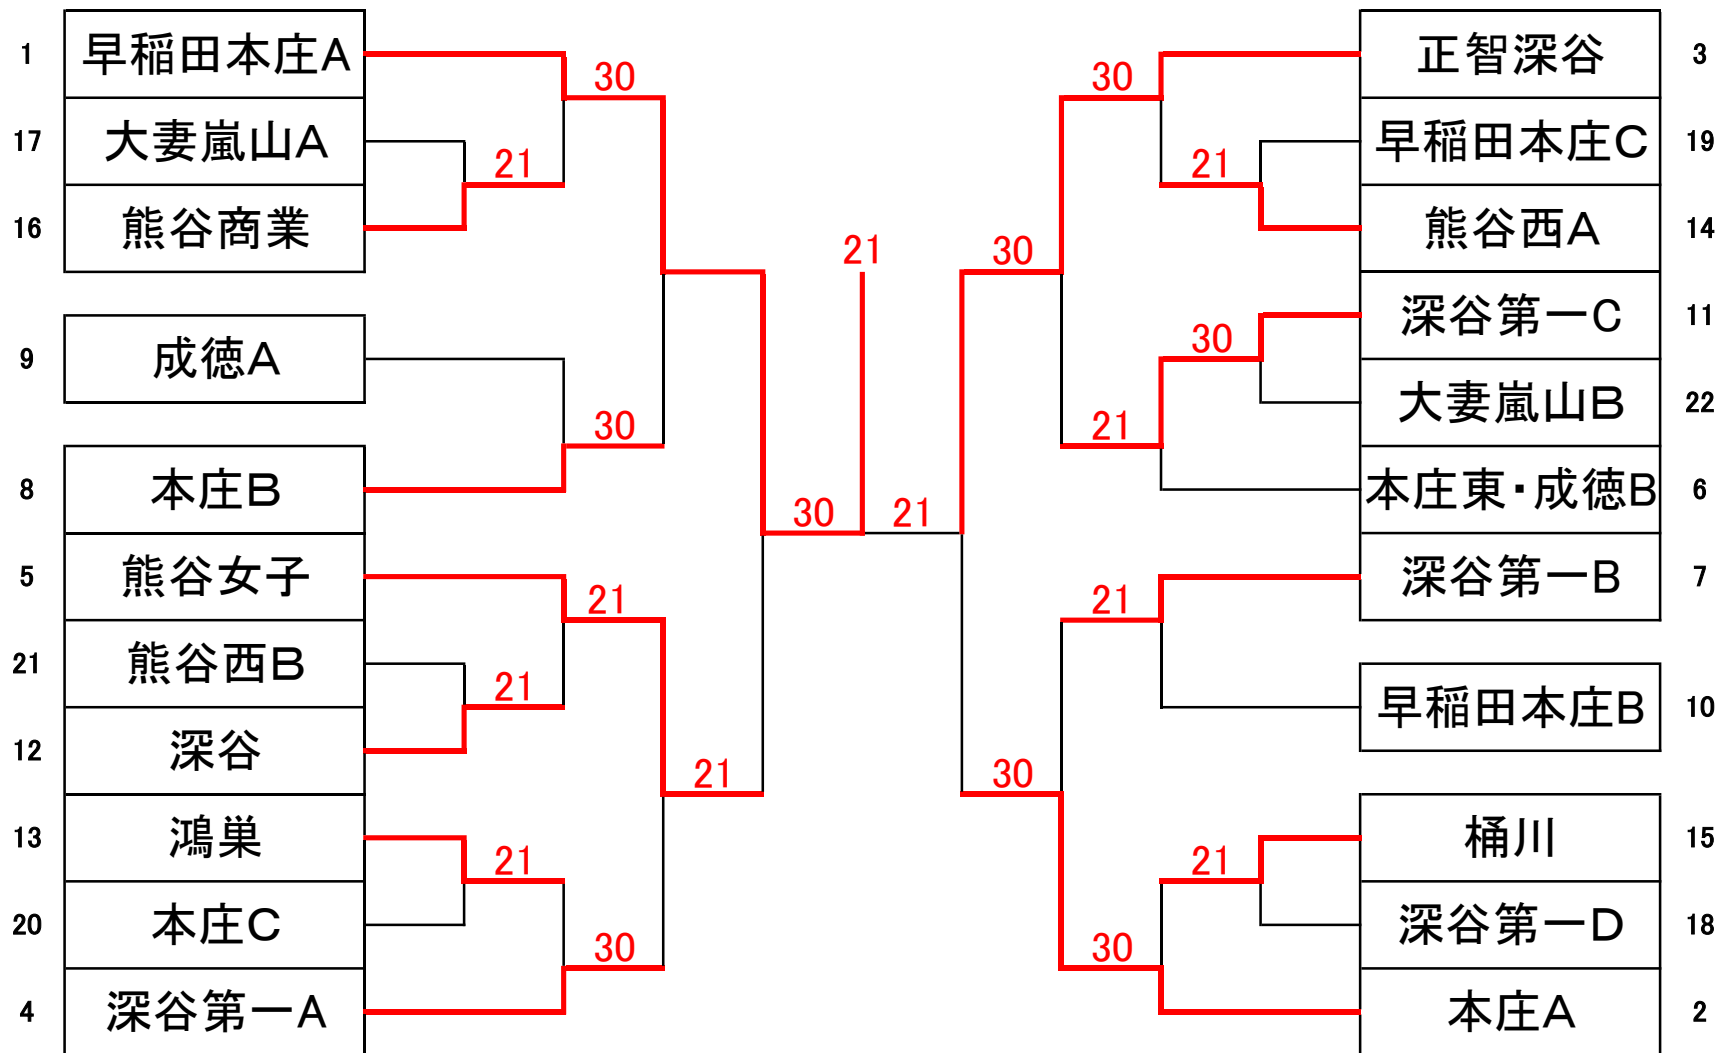 1 早稲田本庄A
17 大妻嵐山A
16 熊谷商業
9 成徳A
8 本庄B
5 熊谷女子
21 熊谷西B
12 深谷
13 鴻巣
20 本庄C
4 深谷第一A
30
21
30
21
21
21
30
21
30
21
21
30
30
30
21
30
21
21
30
21
30
正智深谷 3
早稲田本庄C 19
熊谷西A 14
深谷第一C 11
大妻嵐山B 22
本庄東・成徳B 6
深谷第一B 7
早稲田本庄B 10
桶川 15
深谷第一D 18
本庄A 2